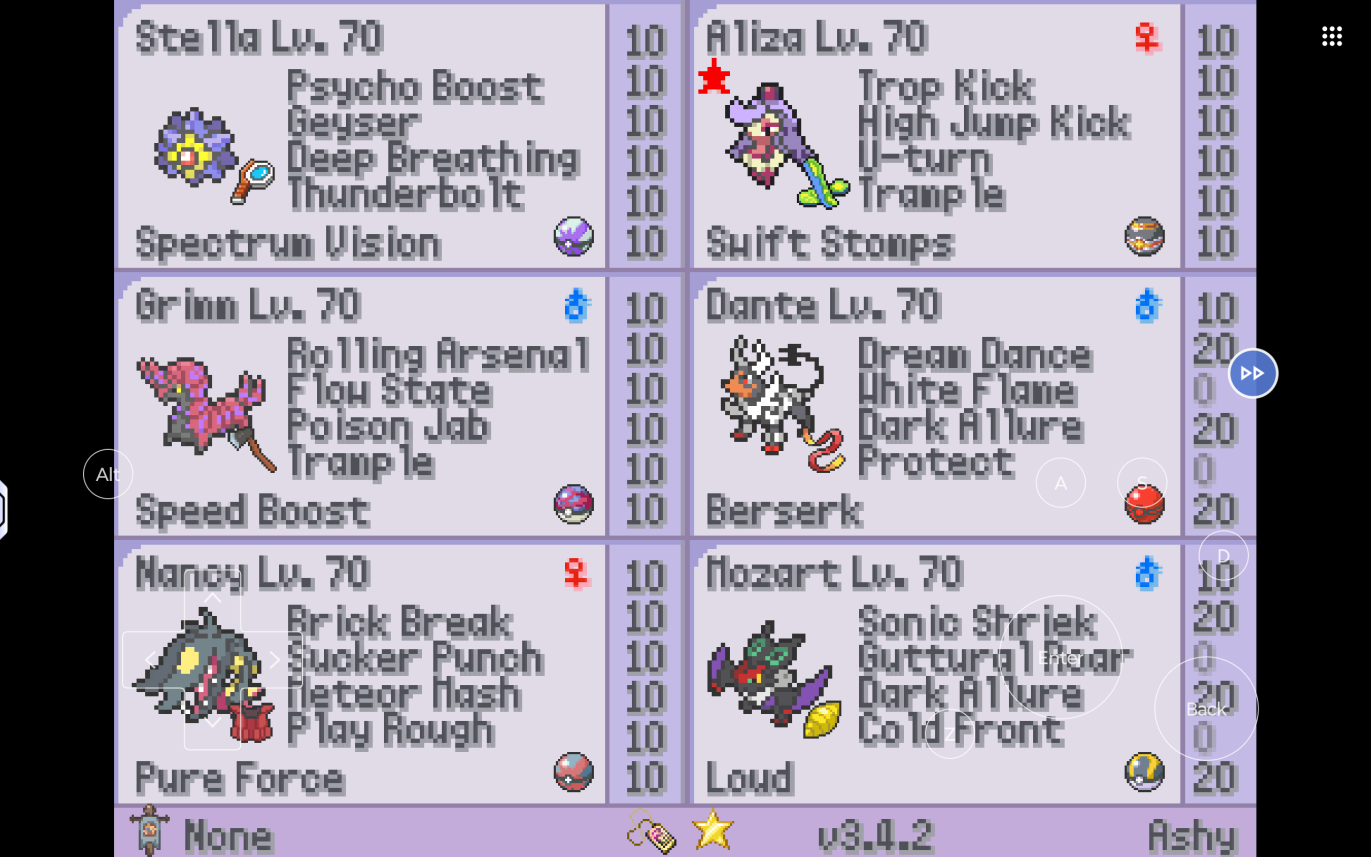 Stella Lv. 70
Psycho Boost
Geyser
Deep Breathing
Thunderbolt
Spectrum Vision
10
10
10
10
10
10
Aliza Lv. 70 ♀
Trop Kick
High Jump Kick
U-turn
Trample
Swift Stomps
10
10
10
10
10
10
Grimm Lv. 70 ♂
Rolling Arsenal
Flow State
Poison Jab
Trample
Speed Boost
10
10
10
10
10
10
Dante Lv. 70 ♂
Dream Dance
White Flame
Dark Allure
Protect
Berserk
10
20
0
20
0
20
Nancy Lv. 70 ♀
Brick Break
Sucker Punch
Meteor Mash
Play Rough
Pure Force
10
10
10
10
10
10
Mozart Lv. 70 ♂
Sonic Shriek
Guttural Roar
Dark Allure
Cold Front
Loud
10
20
0
20
0
20
None
v3.4.2
Ashy
Alt
A
S
D
Enter
Back
Z